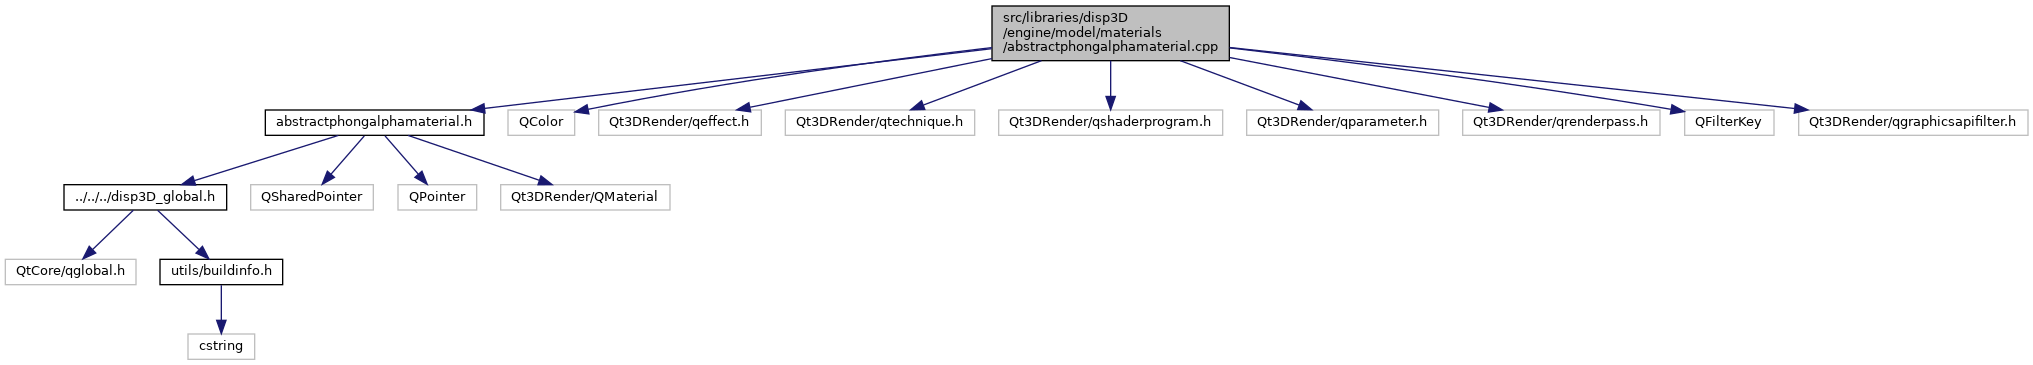 src/libraries/disp3D
/engine/model/materials
/abstractphongalphamaterial.cpp
abstractphongalphamaterial.h
QColor
Qt3DRender/qeffect.h
Qt3DRender/qtechnique.h
Qt3DRender/qshaderprogram.h
Qt3DRender/qparameter.h
Qt3DRender/qrenderpass.h
QFilterKey
Qt3DRender/qgraphicsapifilter.h
../../../disp3D_global.h
QSharedPointer
QPointer
Qt3DRender/QMaterial
QtCore/qglobal.h
utils/buildinfo.h
cstring